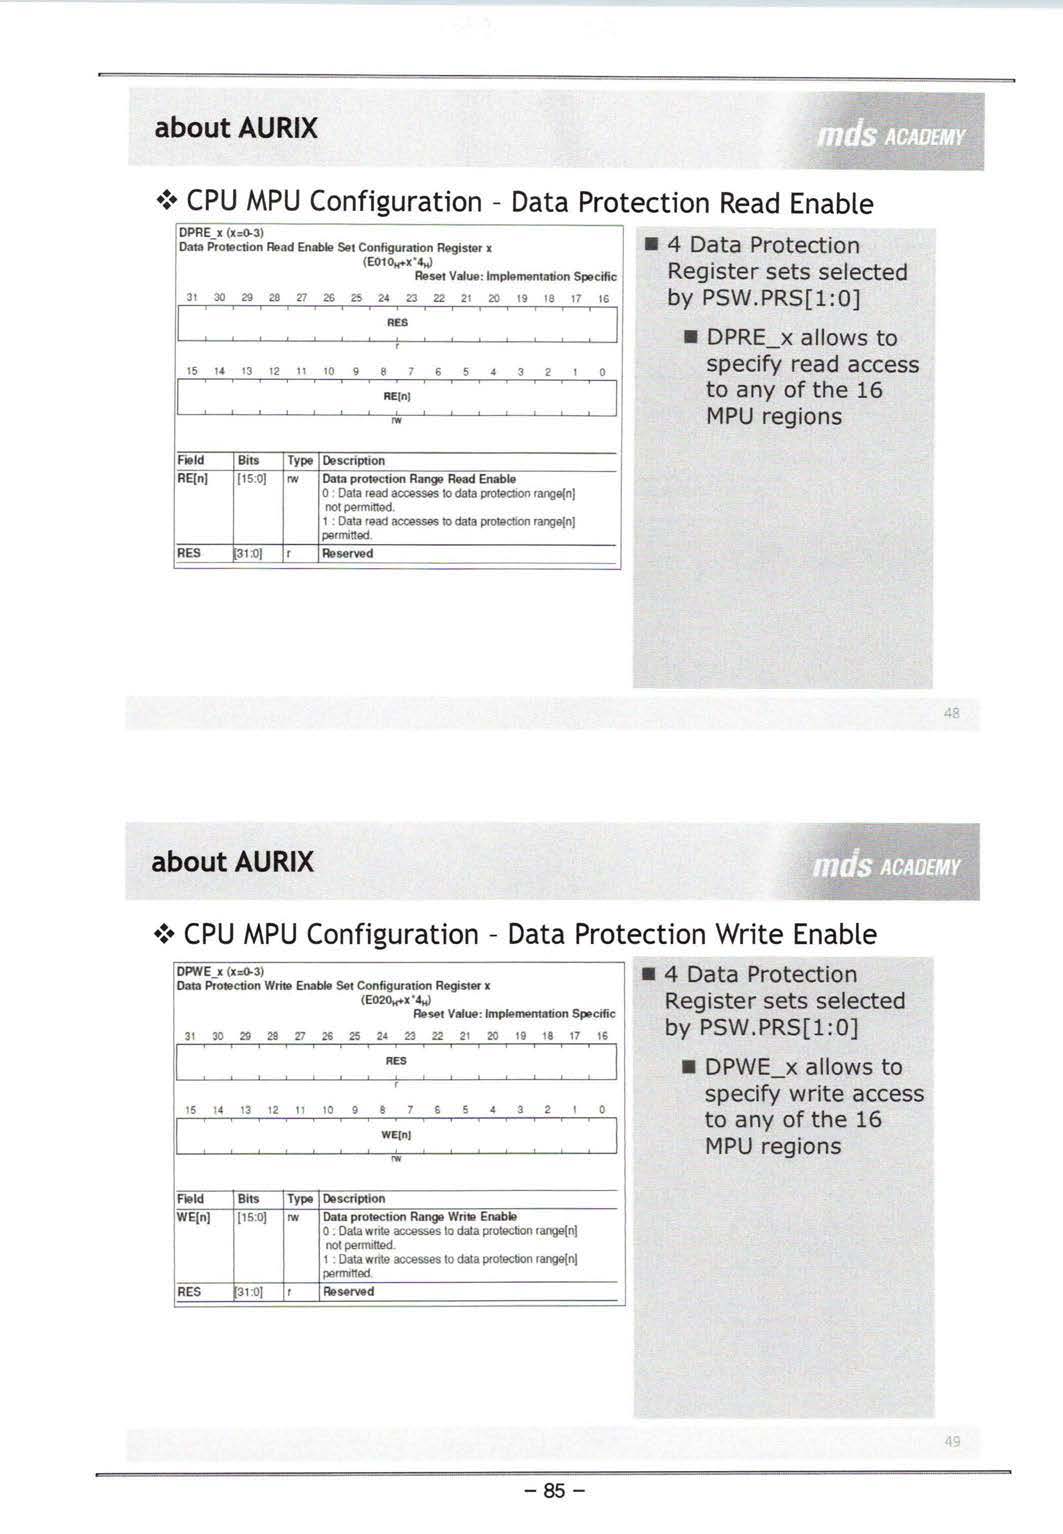 about AURIX
mds ACADEMY
❖ CPU MPU Configuration - Data Protection Read Enable
DPRE_x (x=0-3)
Data Protection Read Enable Set Configuration Register x
(E010H+x*4H)
Reset Value: Implementation Specific
31 30 29 28 27 26 25 24 23 22 21 20 19 18 17 16
RES
r
15 14 13 12 11 10 9 8 7 6 5 4 3 2 1 0
RE[n]
rw
Field Bits Type Description
RE[n] [15:0] rw Data protection Range Read Enable
0 : Data read accesses to data protection range[n]
not permitted.
1 : Data read accesses to data protection range[n]
permitted.
RES [31:0] r Reserved
■ 4 Data Protection
Register sets selected
by PSW.PRS[1:0]
■ DPRE_x allows to
specify read access
to any of the 16
MPU regions
48
about AURIX
mds ACADEMY
❖ CPU MPU Configuration - Data Protection Write Enable
DPWE_x (x=0-3)
Data Protection Write Enable Set Configuration Register x
(E020H+x*4H)
Reset Value: Implementation Specific
31 30 29 28 27 26 25 24 23 22 21 20 19 18 17 16
RES
r
15 14 13 12 11 10 9 8 7 6 5 4 3 2 1 0
WE[n]
rw
Field Bits Type Description
WE[n] [15:0] rw Data protection Range Write Enable
0 : Data write accesses to data protection range[n]
not permitted.
1 : Data write accesses to data protection range[n]
permitted.
RES [31:0] r Reserved
■ 4 Data Protection
Register sets selected
by PSW.PRS[1:0]
■ DPWE_x allows to
specify write access
to any of the 16
MPU regions
49
- 85 -